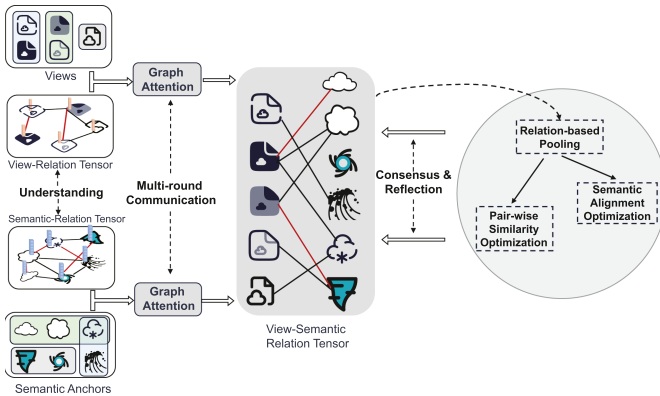 Views
Graph
Attention
View-Relation Tensor
Understanding
Semantic-Relation Tensor
Multi-round
Communication
Graph
Attention
Semantic Anchors
View-Semantic
Relation Tensor
Consensus &
Reflection
Relation-based
Pooling
Semantic
Alignment
Optimization
Pair-wise
Similarity
Optimization